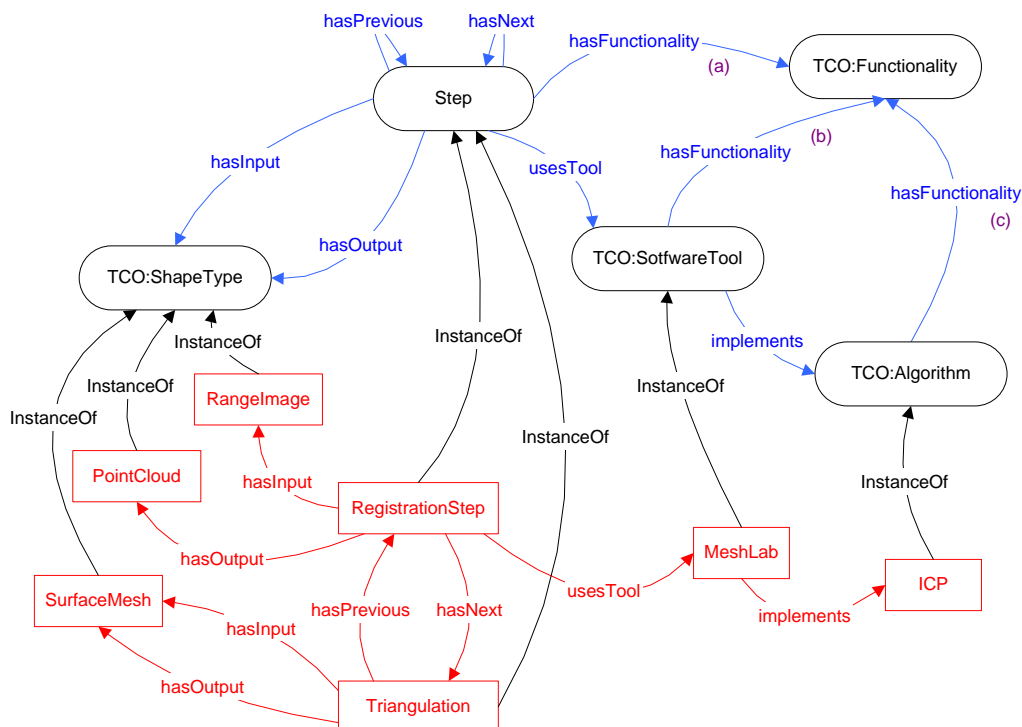 hasPrevious
hasNext
hasFunctionality
(a)
TCO:Functionality
Step
(b)
hasFunctionality
hasInput
usesTool
hasFunctionality
(c)
hasOutput
TCO:ShapeType
TCO:SotfwareTool
InstanceOf
InstanceOf
implements
InstanceOf
InstanceOf
TCO:Algorithm
RangeImage
InstanceOf
InstanceOf
PointCloud
hasInput
RegistrationStep
InstanceOf
hasOutput
MeshLab
SurfaceMesh
usesTool
ICP
hasPrevious
hasNext
implements
hasInput
hasOutput
Triangulation